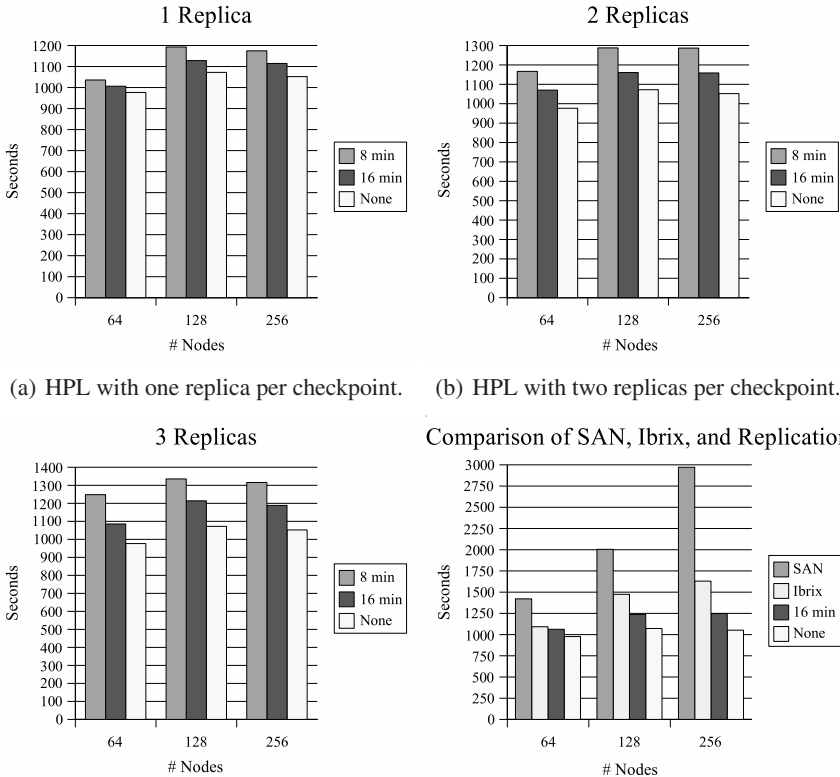 1 Replica
1200
1100
1000
900
800
700
600
500
400
300
200
100
0
Seconds
64 128 256
# Nodes
8 min
16 min
None
(a) HPL with one replica per checkpoint.
2 Replicas
1300
1200
1100
1000
900
800
700
600
500
400
300
200
100
0
Seconds
64 128 256
# Nodes
8 min
16 min
None
(b) HPL with two replicas per checkpoint.
3 Replicas
1400
1300
1200
1100
1000
900
800
700
600
500
400
300
200
100
0
Seconds
64 128 256
# Nodes
8 min
16 min
None
Comparison of SAN, Ibrix, and Replicatio
3000
2750
2500
2250
2000
1750
1500
1250
1000
750
500
250
0
Seconds
64 128 256
# Nodes
SAN
Ibrix
16 min
None